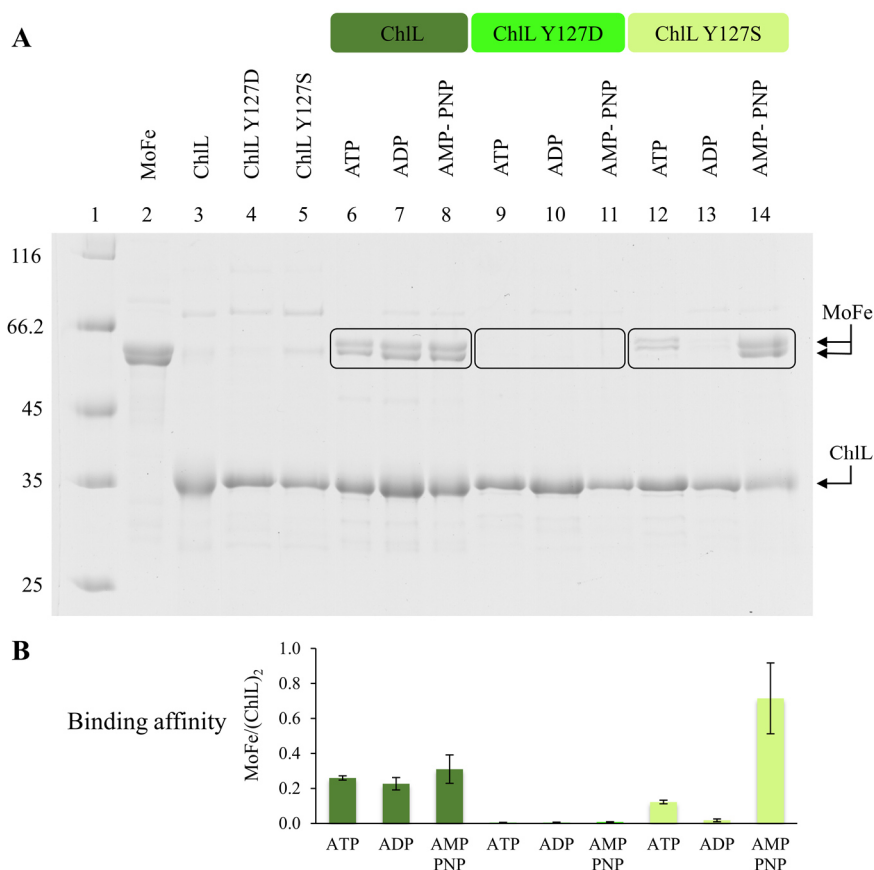 A
ChlL ChlL Y127D ChlL Y127S
MoFe ChlL ChlL Y127D ChlL Y127S ATP ADP AMP- PNP ATP ADP AMP- PNP ATP ADP AMP- PNP
1 2 3 4 5 6 7 8 9 10 11 12 13 14
116
66.2
MoFe
45
35
ChlL
25
B
Binding affinity
MoFe/(ChlL)2
1.0
0.8
0.6
0.4
0.2
0.0
ATP ADP AMP ATP ADP AMP ATP ADP AMP
PNP PNP PNP